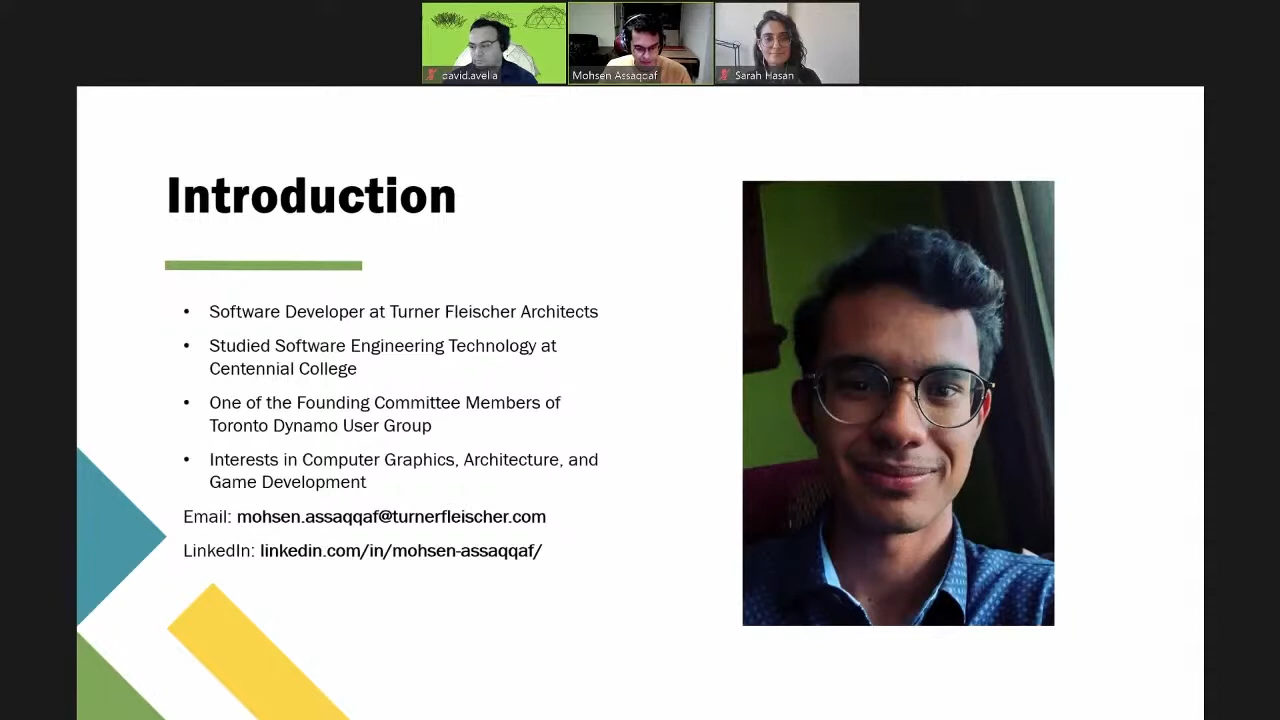 david.avella
Mohsen Assaqqaf
Sarah Hasan
Introduction
• Software Developer at Turner Fleischer Architects
• Studied Software Engineering Technology at
Centennial College
• One of the Founding Committee Members of
Toronto Dynamo User Group
• Interests in Computer Graphics, Architecture, and
Game Development
Email: mohsen.assaqqaf@turnerfleischer.com
LinkedIn: linkedin.com/in/mohsen-assaqqaf/